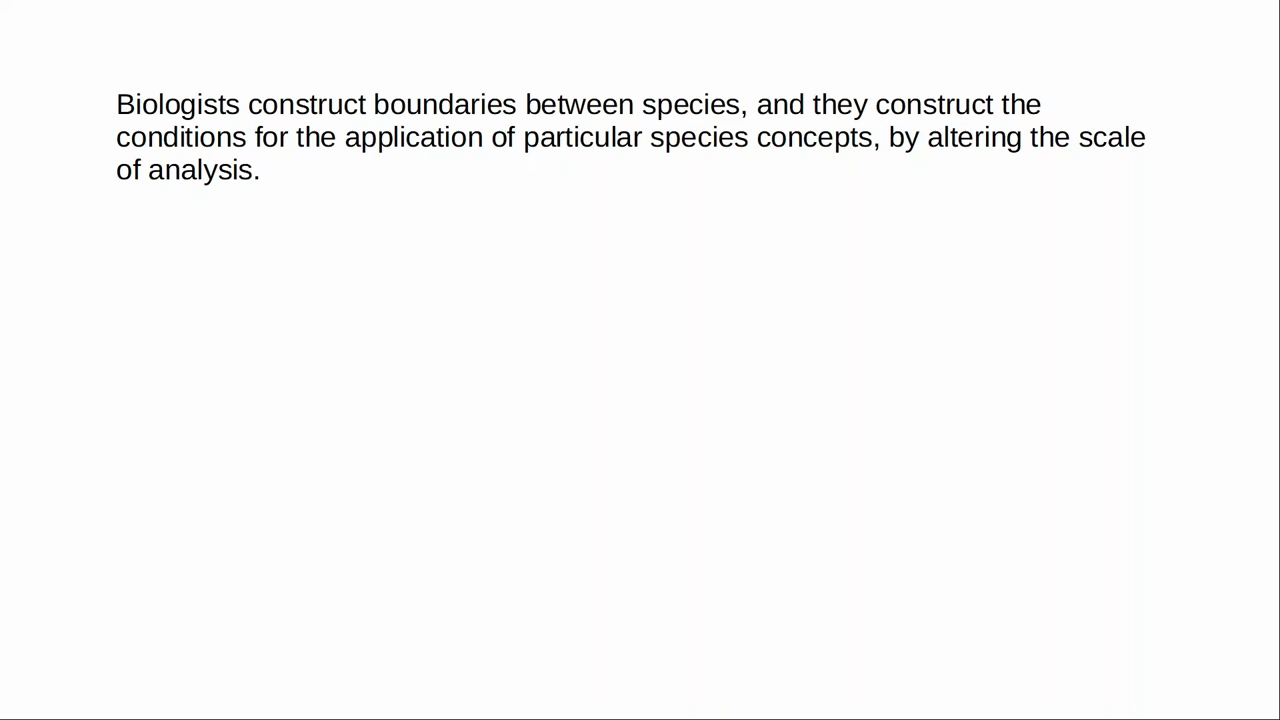 Biologists construct boundaries between species, and they construct the
conditions for the application of particular species concepts, by altering the scale
of analysis.